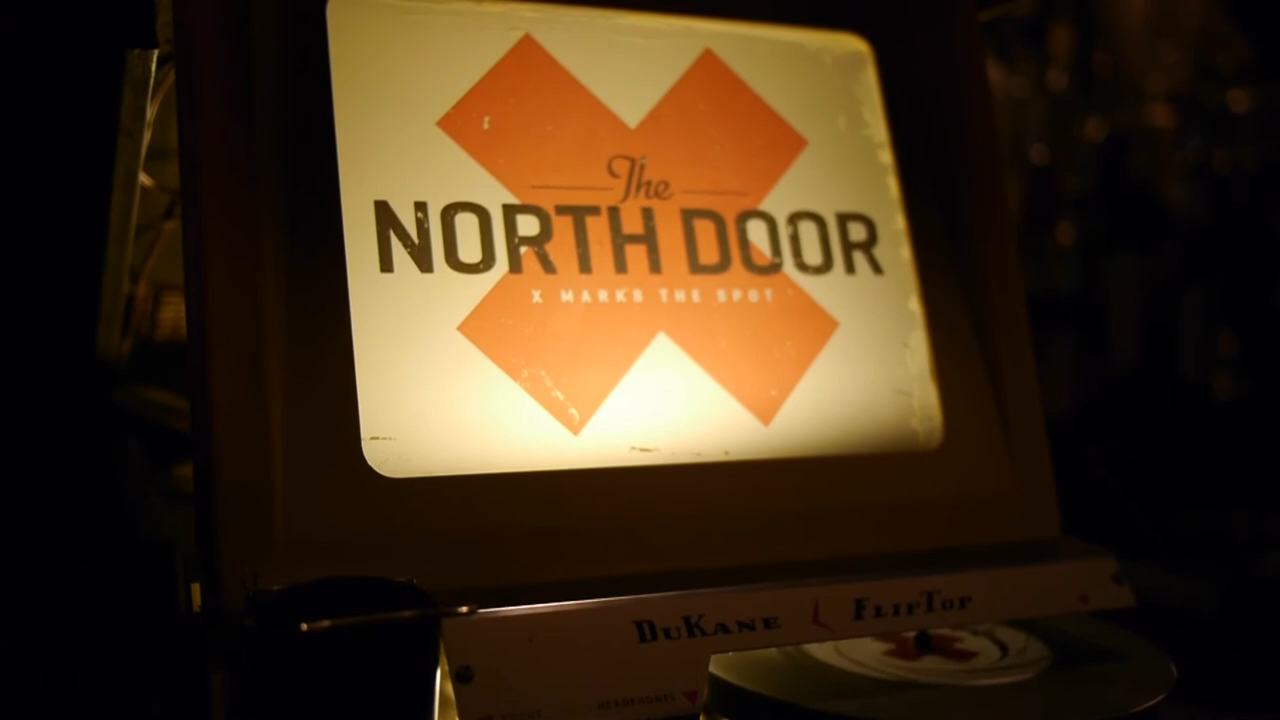 The
NORTH DOOR
X MARKS THE SPOT
DUKANE FLIPTOP
HEADPHONES